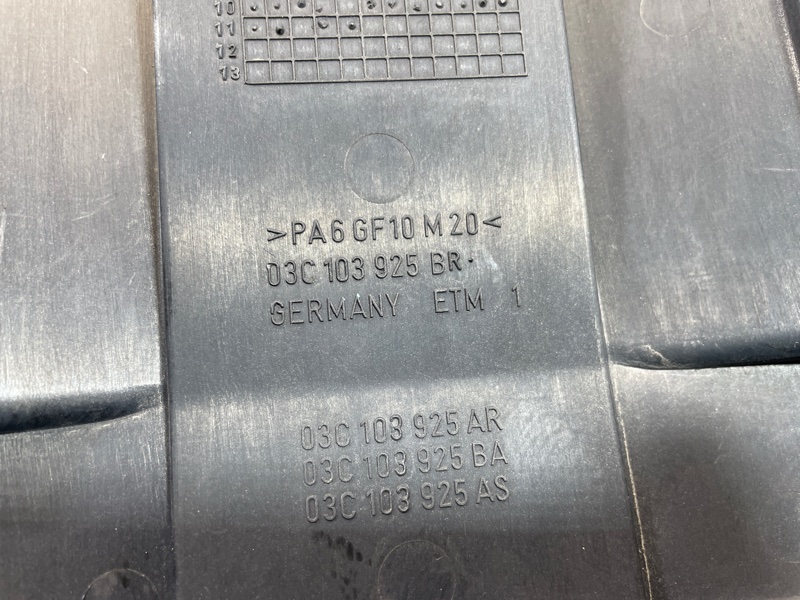 10
11
12
13
>PA6 GF10 M20<
03C 103 925 BR.
GERMANY ETM 1
03C 103 925 AR
03C 103 925 BA
03C 103 925 AS